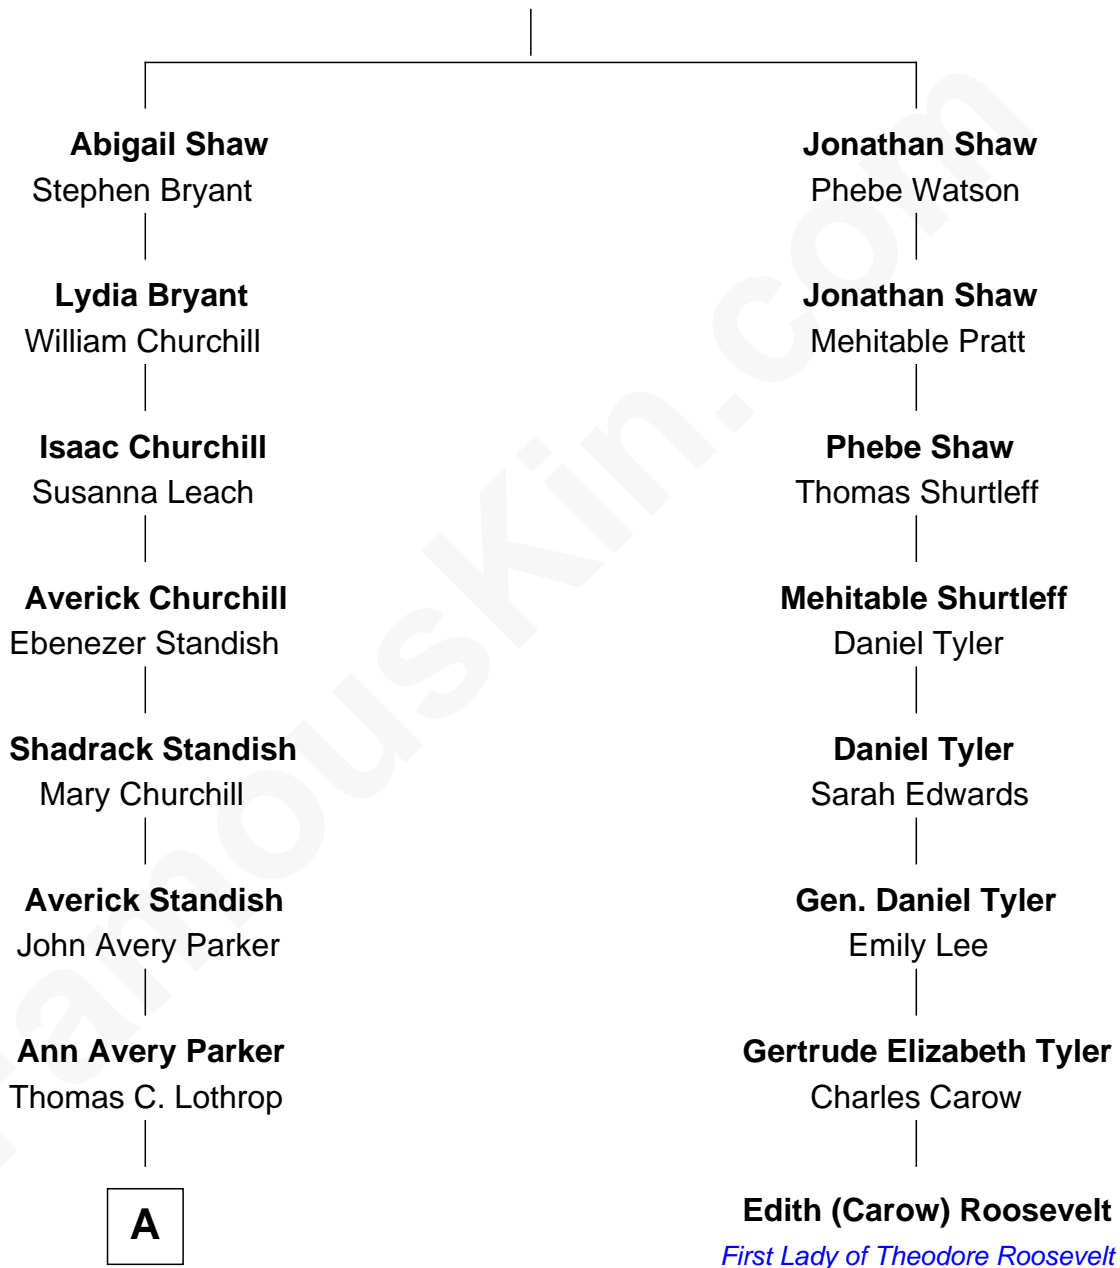 Abigail Shaw
Stephen Bryant
Lydia Bryant
William Churchill
Isaac Churchill
Susanna Leach
Averick Churchill
Ebenezer Standish
Shadrack Standish
Mary Churchill
Averick Standish
John Avery Parker
Ann Avery Parker
Thomas C. Lothrop
A
Jonathan Shaw
Phebe Watson
Jonathan Shaw
Mehitable Pratt
Phebe Shaw
Thomas Shurtleff
Mehitable Shurtleff
Daniel Tyler
Daniel Tyler
Sarah Edwards
Gen. Daniel Tyler
Emily Lee
Gertrude Elizabeth Tyler
Charles Carow
Edith (Carow) Roosevelt
First Lady of Theodore Roosevelt
FamousKin.com